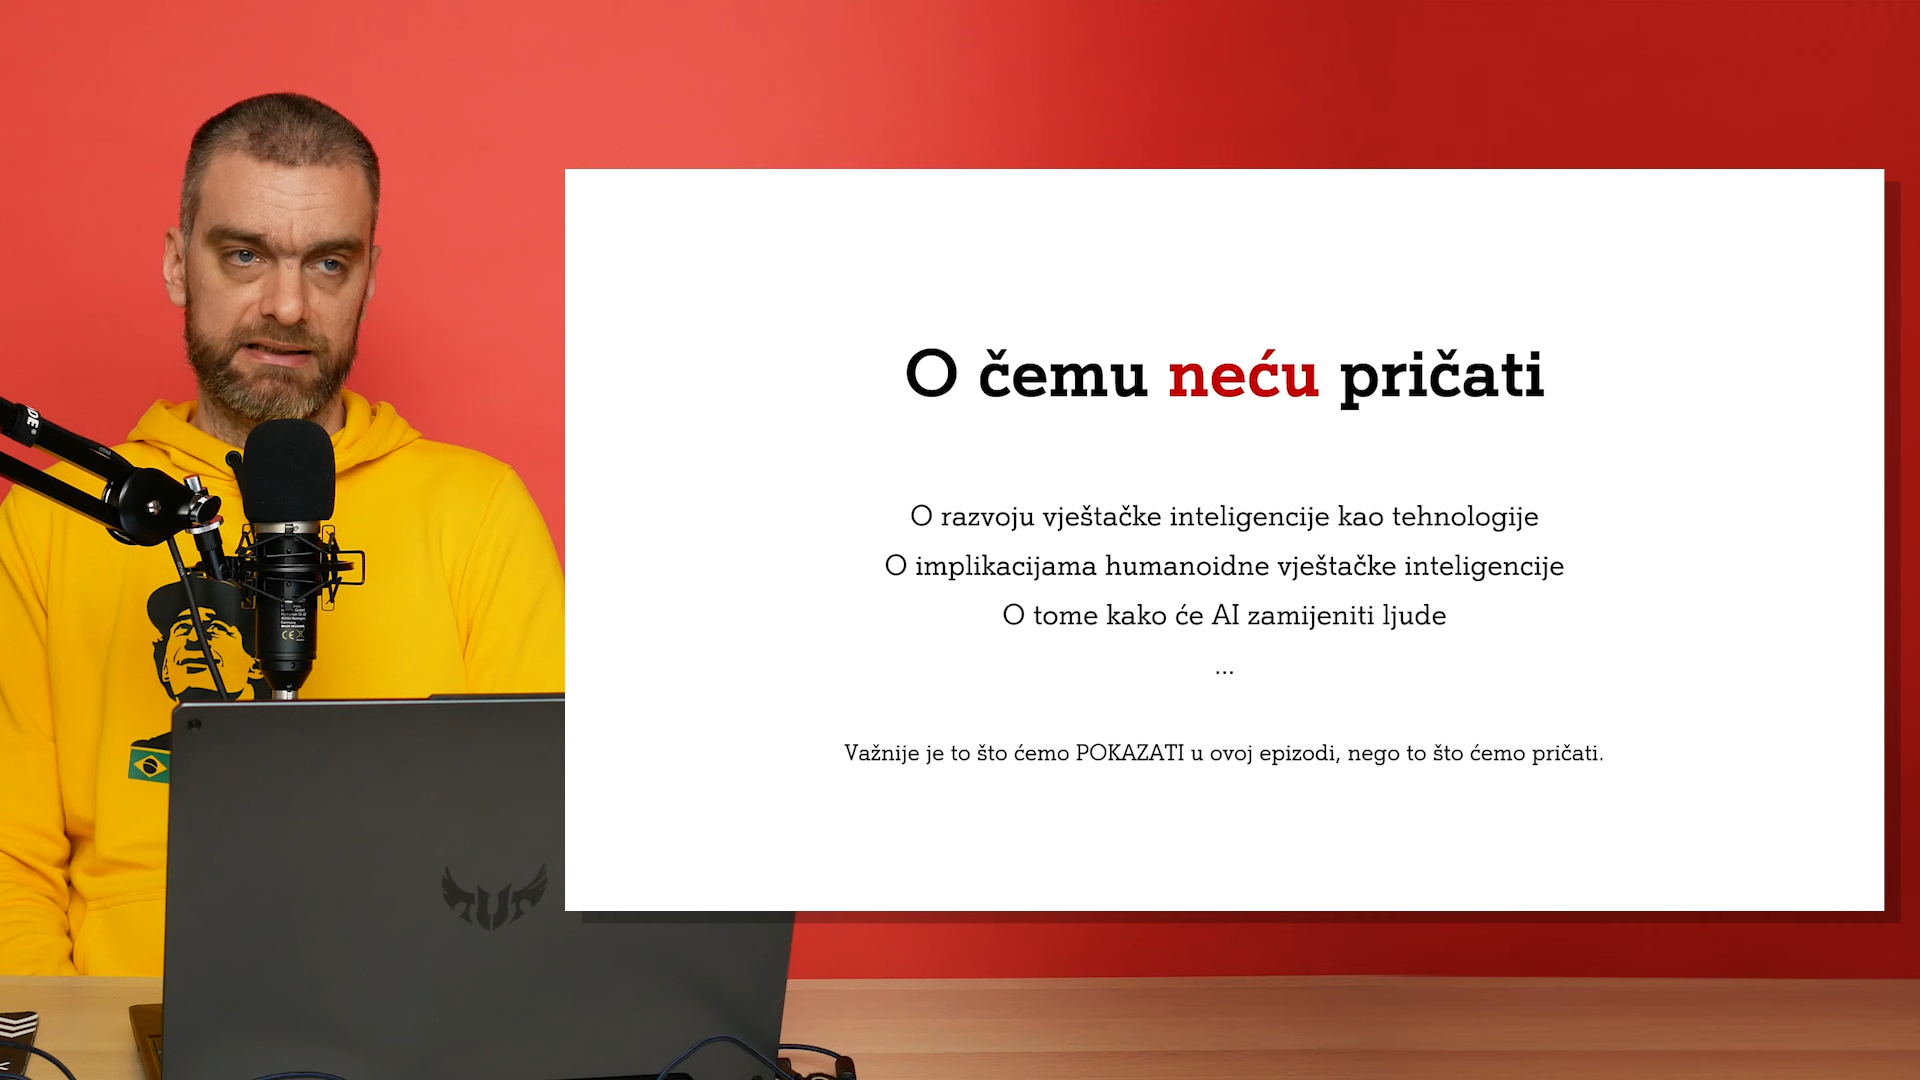 O čemu neću pričati
O razvoju vještačke inteligencije kao tehnologije
O implikacijama humanoidne vještačke inteligencije
O tome kako će AI zamijeniti ljude
...
Važnije je to što ćemo POKAZATI u ovoj epizodi, nego to što ćemo pričati.
TUF